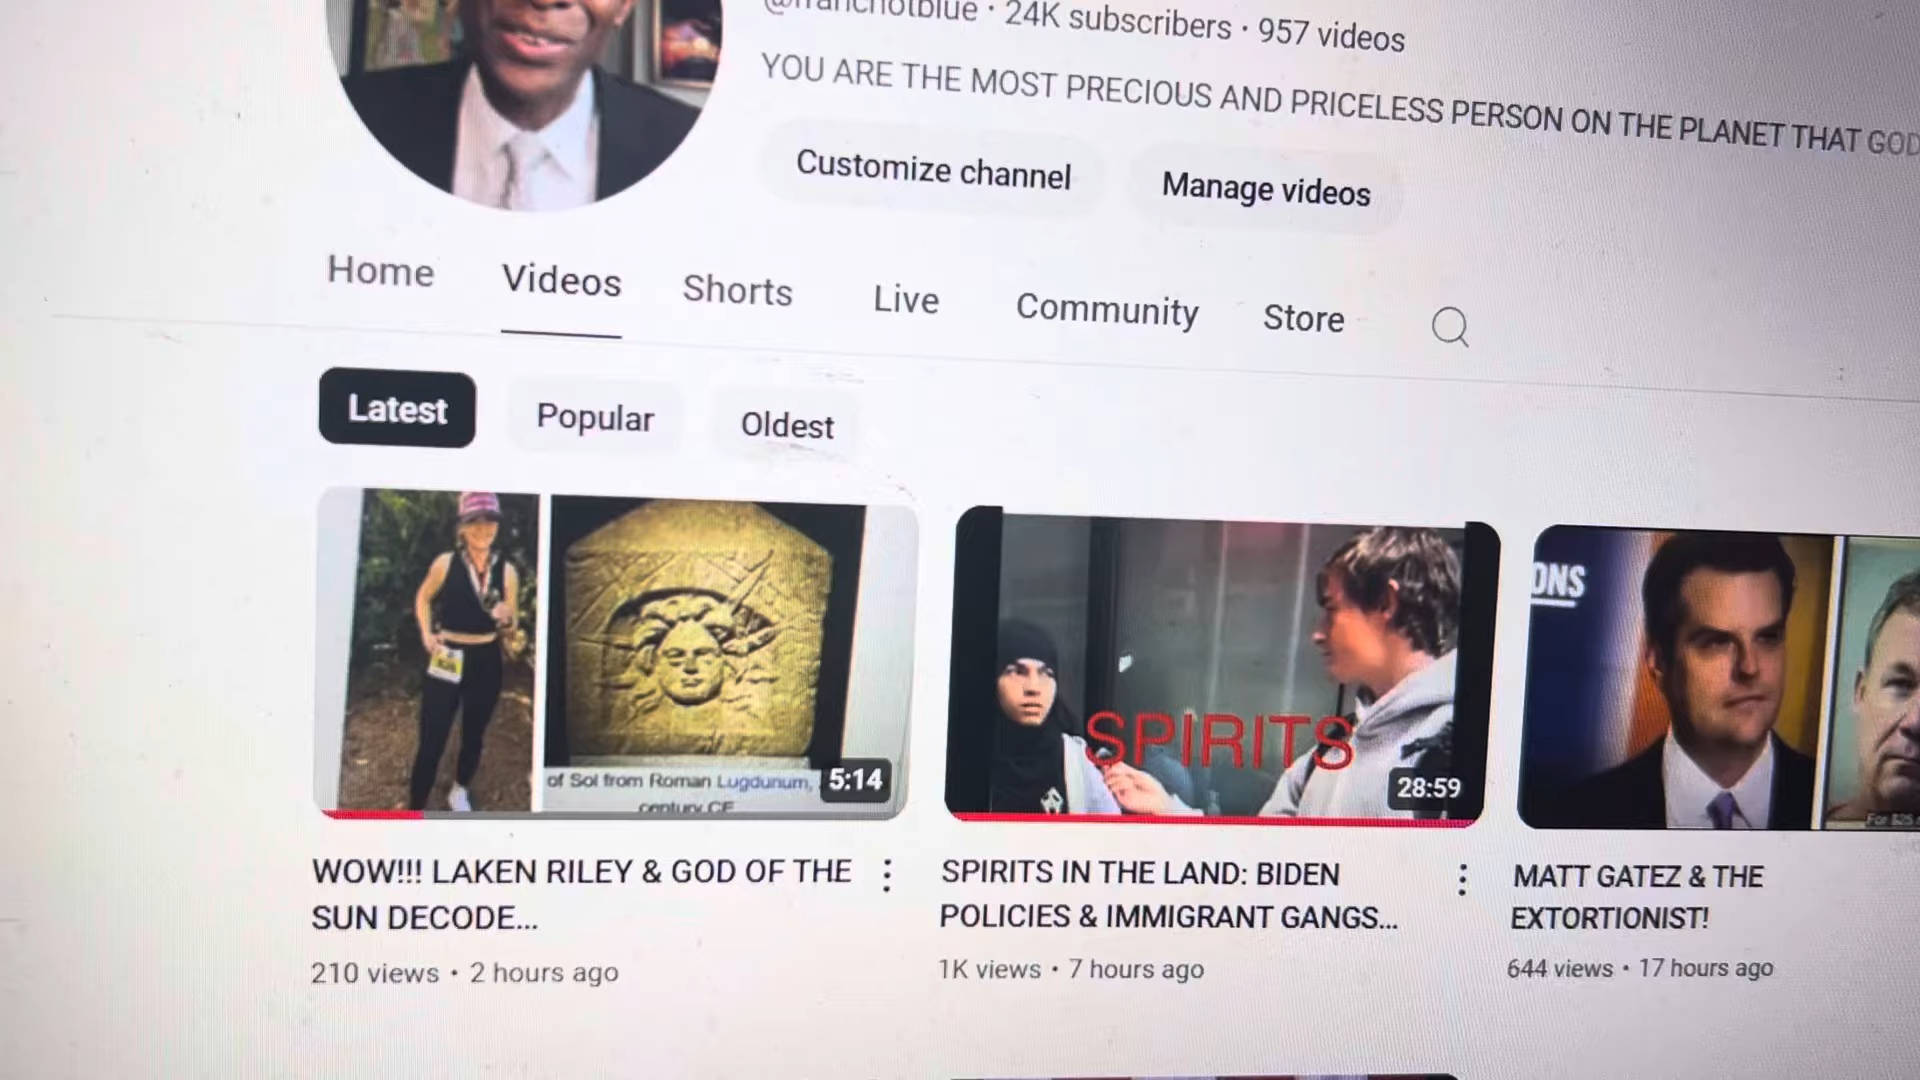 24K subscribers · 957 videos
YOU ARE THE MOST PRECIOUS AND PRICELESS PERSON ON THE PLANET THAT GOD
Customize channel
Manage videos
Home
Videos
Shorts
Live
Community
Store
Latest
Popular
Oldest
of Sol from Roman Lugdunum,
century CE
5:14
SPIRITS
28:59
ONS
WOW!!! LAKEN RILEY & GOD OF THE
SUN DECODE...
210 views • 2 hours ago
SPIRITS IN THE LAND: BIDEN
POLICIES & IMMIGRANT GANGS...
1K views • 7 hours ago
MATT GATEZ & THE
EXTORTIONIST!
644 views • 17 hours ago